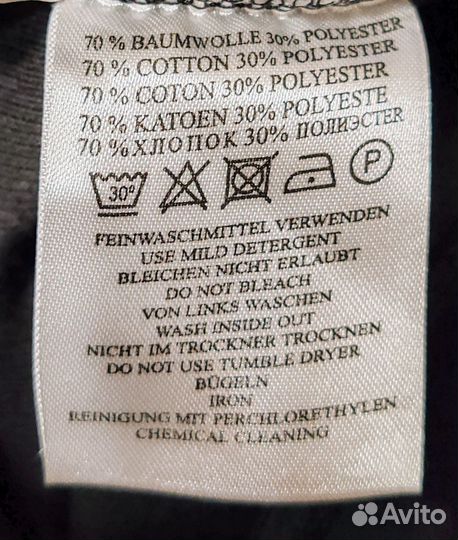 70 % BAUMWOLLE 30% POLYESTER
70 % COTTON 30% POLYESTER
70 % COTON 30% POLYESTER
70 % KATOEN 30% POLYESTE
70 % ХЛОПОК 30% ПОЛИЭСТЕР
30° P
FEINWASCHMITTEL VERWENDEN
USE MILD DETERGENT
BLEICHEN NICHT ERLAUBT
DO NOT BLEACH
VON LINKS WASCHEN
WASH INSIDE OUT
NICHT IM TROCKNER TROCKNEN
DO NOT USE TUMBLE DRYER
BÜGELN
IRON
REINIGUNG MIT PERCHLORETHYLEN
CHEMICAL CLEANING
Avito